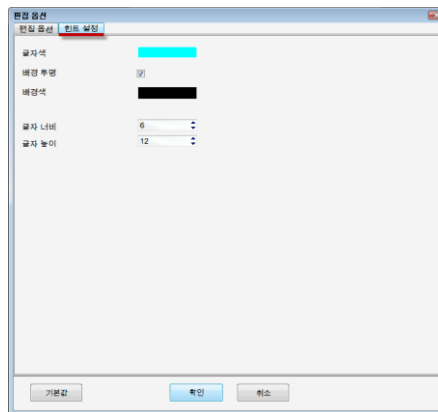 편집 옵션
편집 옵션 힌트 설정
글자색
배경 투명
배경색
글자 너비 6
글자 높이 12
기본값 확인 취소